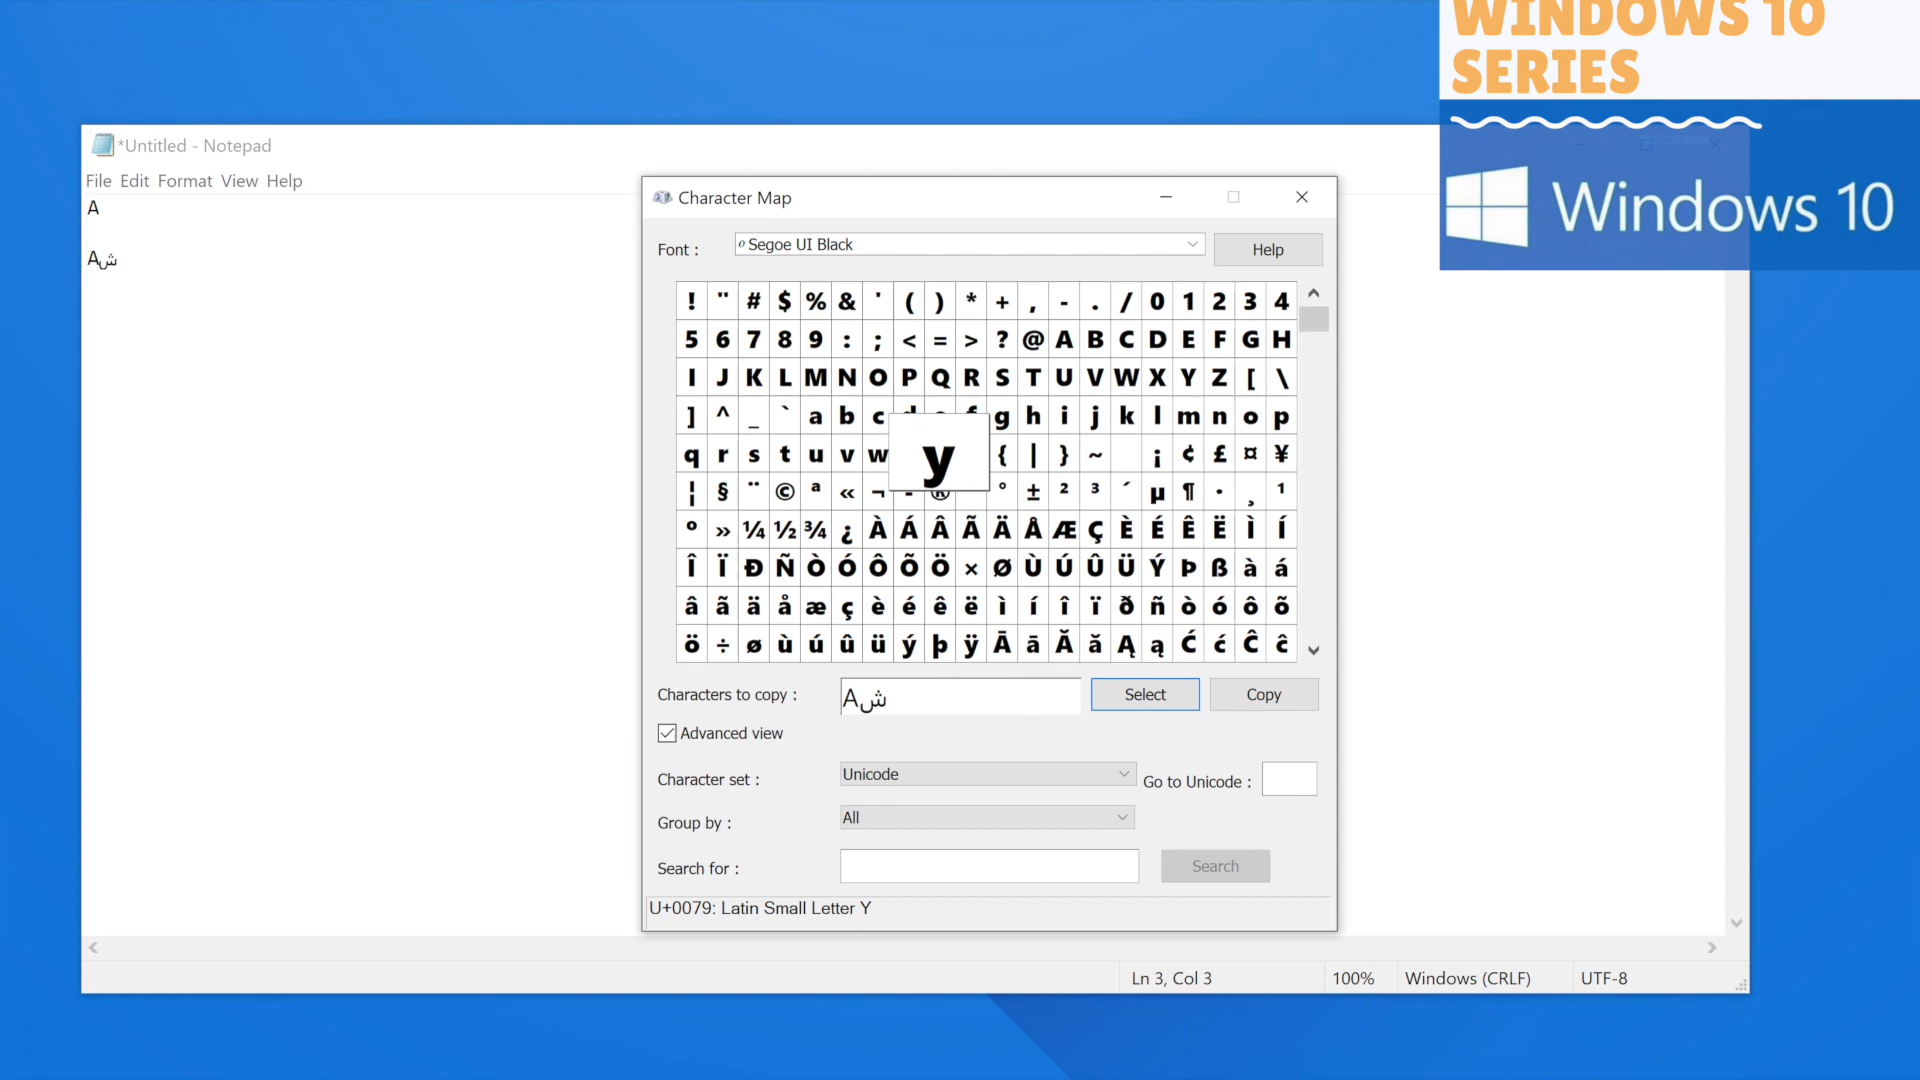 WINDOWS 10
SERIES
Windows 10
*Untitled - Notepad
File Edit Format View Help
A
Aش
Character Map
Font :
Segoe UI Black
Help
! " # $ % & ' ( ) * + , - . / 0 1 2 3 4
5 6 7 8 9 : ; < = > ? @ A B C D E F G H
I J K L M N O P Q R S T U V W X Y Z [ \
] ^ _ ` a b c g h i j k l m n o p
q r s t u v w y { | } ~ ¡ ¢ £ ¤ ¥
¦ § ¨ © ª « ¬ - ® ° ± ² ³ ´ µ ¶ · ¸ ¹
º » ¼ ½ ¾ ¿ À Á Â Ã Ä Å Æ Ç È É Ê Ë Ì Í
Î Ï Ð Ñ Ò Ó Ô Õ Ö × Ø Ù Ú Û Ü Ý Þ ß à á
â ã ä å æ ç è é ê ë ì í î ï ð ñ ò ó ô õ
ö ÷ ø ù ú û ü ý þ ÿ Ā ā Ă ă Ą ą Ć ć Ĉ ĉ
Characters to copy :
Aش
Select
Copy
Advanced view
Character set :
Unicode
Go to Unicode :
Group by :
All
Search for :
Search
U+0079: Latin Small Letter Y
Ln 3, Col 3
100%
Windows (CRLF)
UTF-8